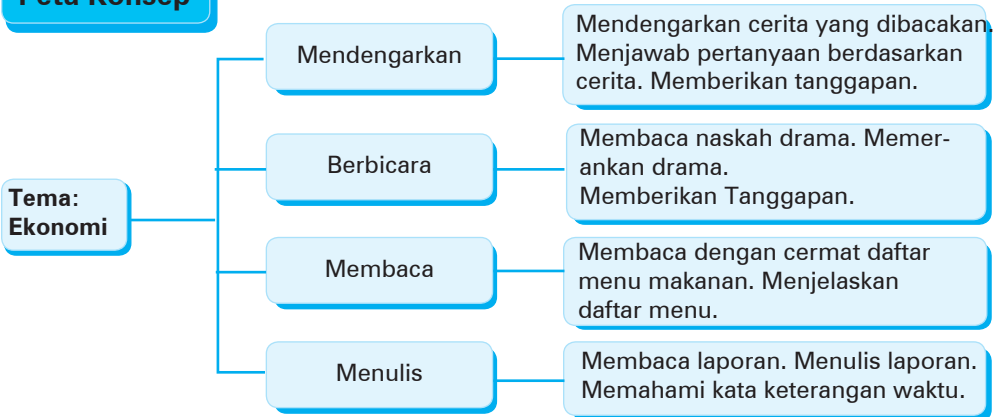 Peta Konsep
Mendengarkan
Mendengarkan cerita yang dibacakan.
Menjawab pertanyaan berdasarkan
cerita. Memberikan tanggapan.
Berbicara
Membaca naskah drama. Memer-
ankan drama.
Memberikan Tanggapan.
Tema:
Ekonomi
Membaca
Membaca dengan cermat daftar
menu makanan. Menjelaskan
daftar menu.
Menulis
Membaca laporan. Menulis laporan.
Memahami kata keterangan waktu.